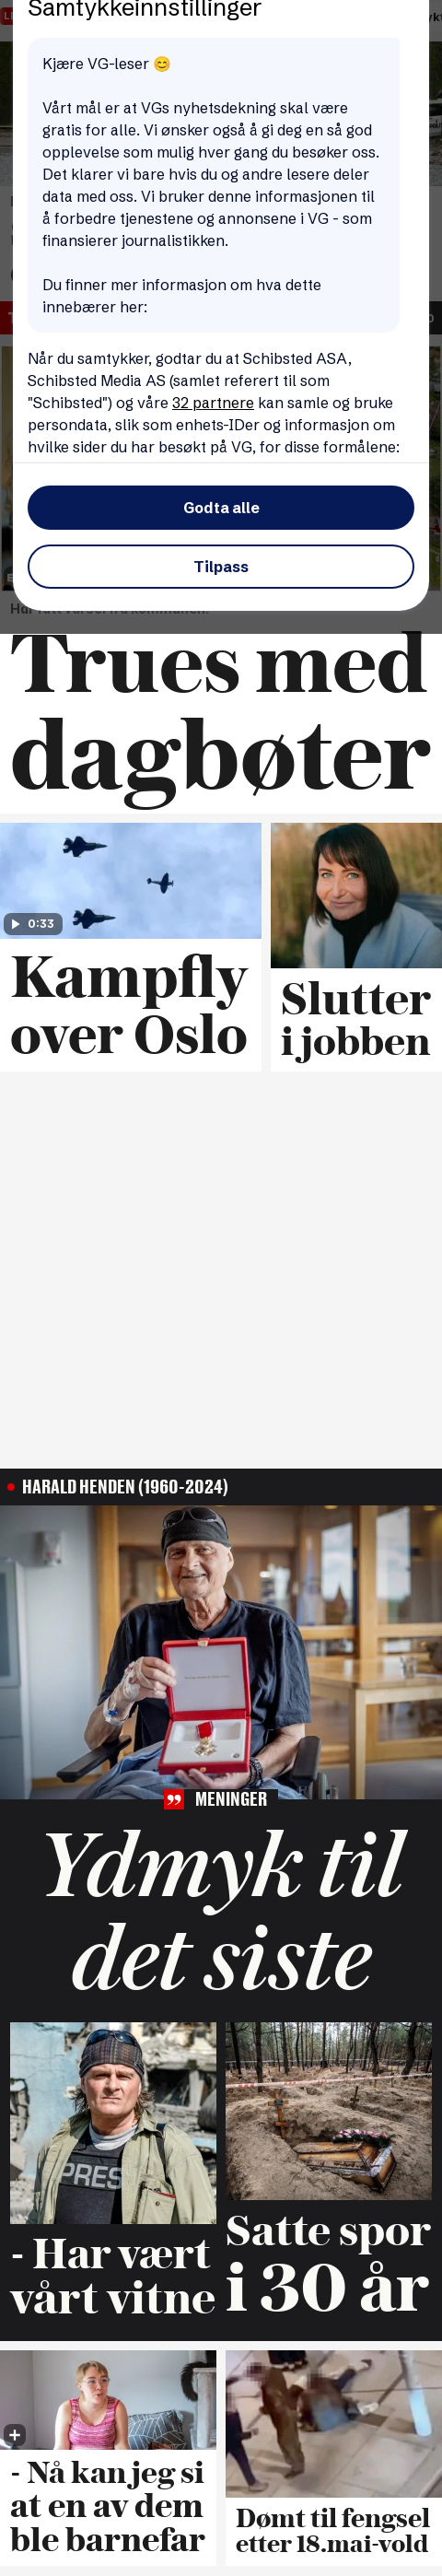 Samtykkeinnstillinger
Kjære VG-leser 😊
Vårt mål er at VGs nyhetsdekning skal være
gratis for alle. Vi ønsker også å gi deg en så god
opplevelse som mulig hver gang du besøker oss.
Det klarer vi bare hvis du og andre lesere deler
data med oss. Vi bruker denne informasjonen til
å forbedre tjenestene og annonsene i VG - som
finansierer journalistikken.
Du finner mer informasjon om hva dette
innebærer her:
Når du samtykker, godtar du at Schibsted ASA,
Schibsted Media AS (samlet referert til som
"Schibsted") og våre 32 partnere kan samle og bruke
persondata, slik som enhets-IDer og informasjon om
hvilke sider du har besøkt på VG, for disse formålene:
Godta alle
Tilpass
Trues med
dagbøter
0:33
Kampfly
over Oslo
Slutter
i jobben
HARALD HENDEN (1960-2024)
MENINGER
Ydmyk til
det siste
PRESS
- Har vært
vårt vitne
Satte spor
i 30 år
- Nå kan jeg si
at en av dem
ble barnefar
Dømt til fengsel
etter 18.mai-vold